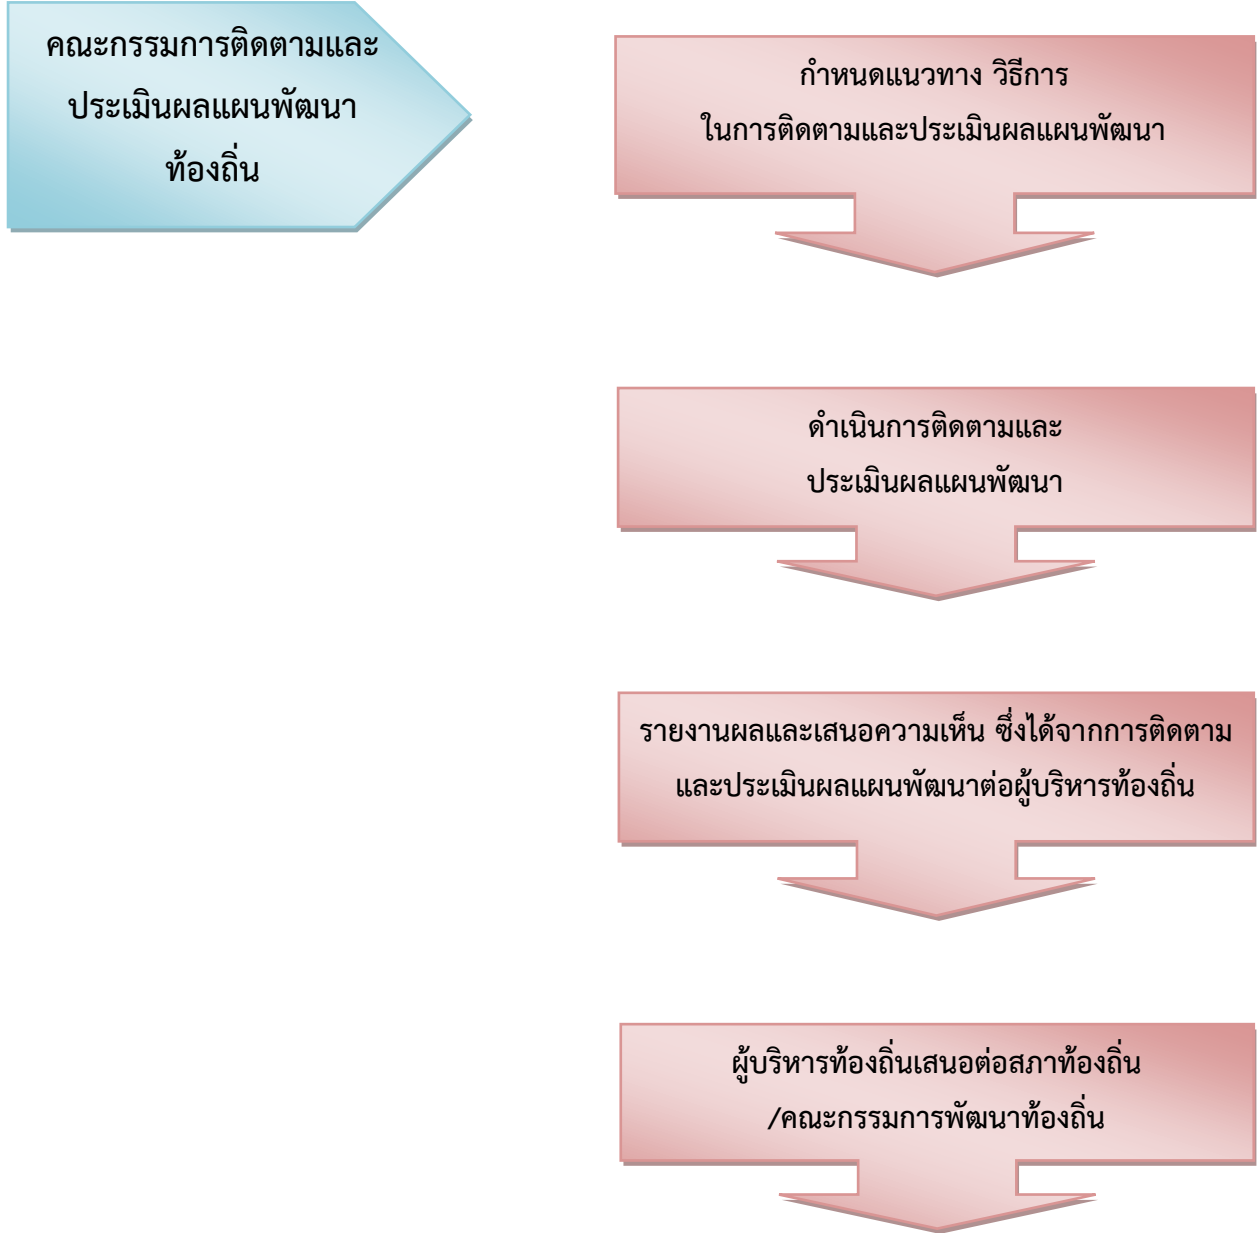 คณะกรรมการติดตามและ
ประเมินผลแผนพัฒนา
ท้องถิ่น
กำหนดแนวทาง วิธีการ
ในการติดตามและประเมินผลแผนพัฒนา
ดำเนินการติดตามและ
ประเมินผลแผนพัฒนา
รายงานผลและเสนอความเห็น ซึ่งได้จากการติดตาม
และประเมินผลแผนพัฒนาต่อผู้บริหารท้องถิ่น
ผู้บริหารท้องถิ่นเสนอต่อสภาท้องถิ่น
/คณะกรรมการพัฒนาท้องถิ่น